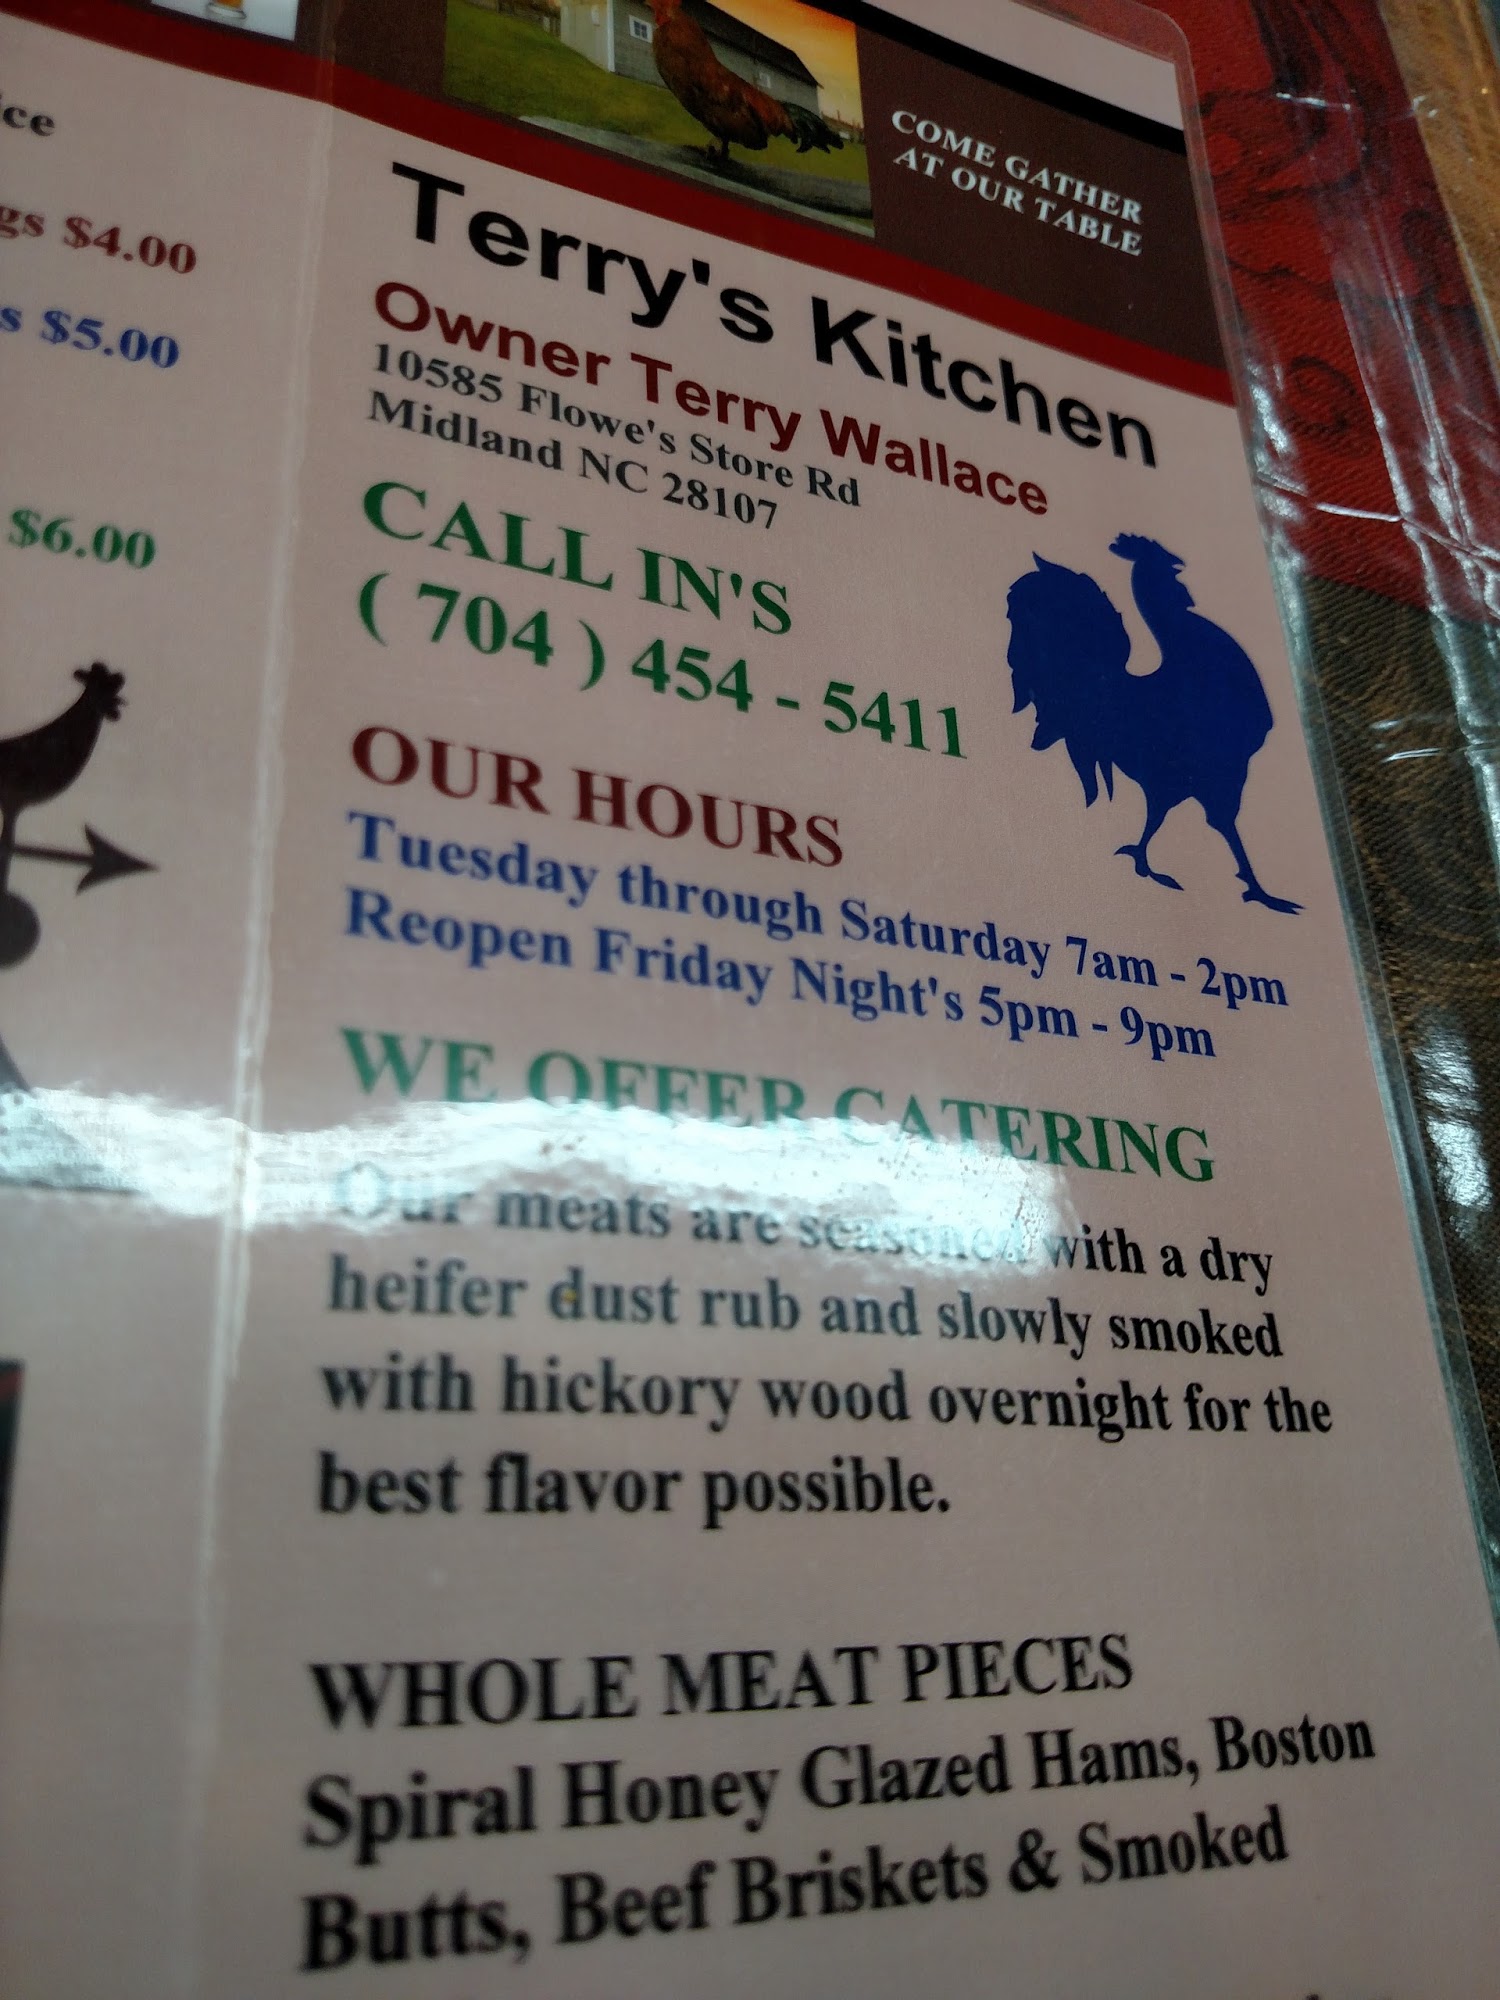 COME GATHER
AT OUR TABLE
$4.00
$5.00
$6.00
Terry's Kitchen
Owner Terry Wallace
10585 Flowe's Store Rd
Midland NC 28107
CALL IN'S
( 704 ) 454 - 5411
OUR HOURS
Tuesday through Saturday 7am - 2pm
Reopen Friday Night's 5pm - 9pm
WE OFFER CATERING
Our meats are seasoned with a dry
heifer dust rub and slowly smoked
with hickory wood overnight for the
best flavor possible.
WHOLE MEAT PIECES
Spiral Honey Glazed Hams, Boston
Butts, Beef Briskets & Smoked